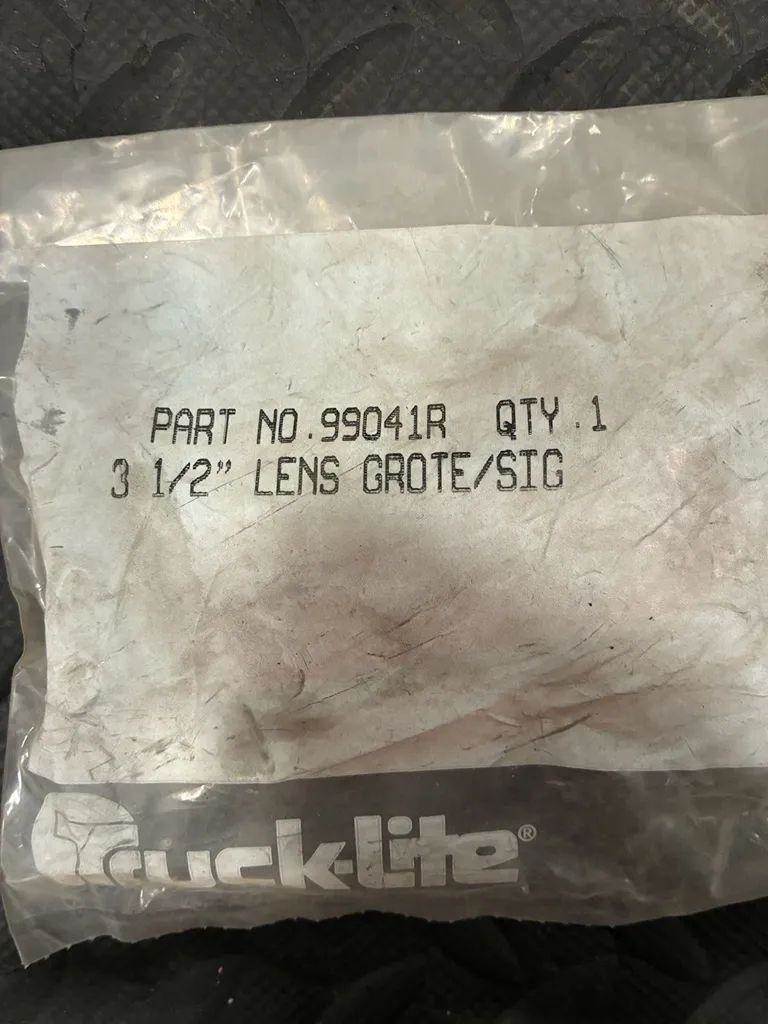 PART NO.99041R QTY.1
3 1/2" LENS GROTE/SIG
Truck-Lite®